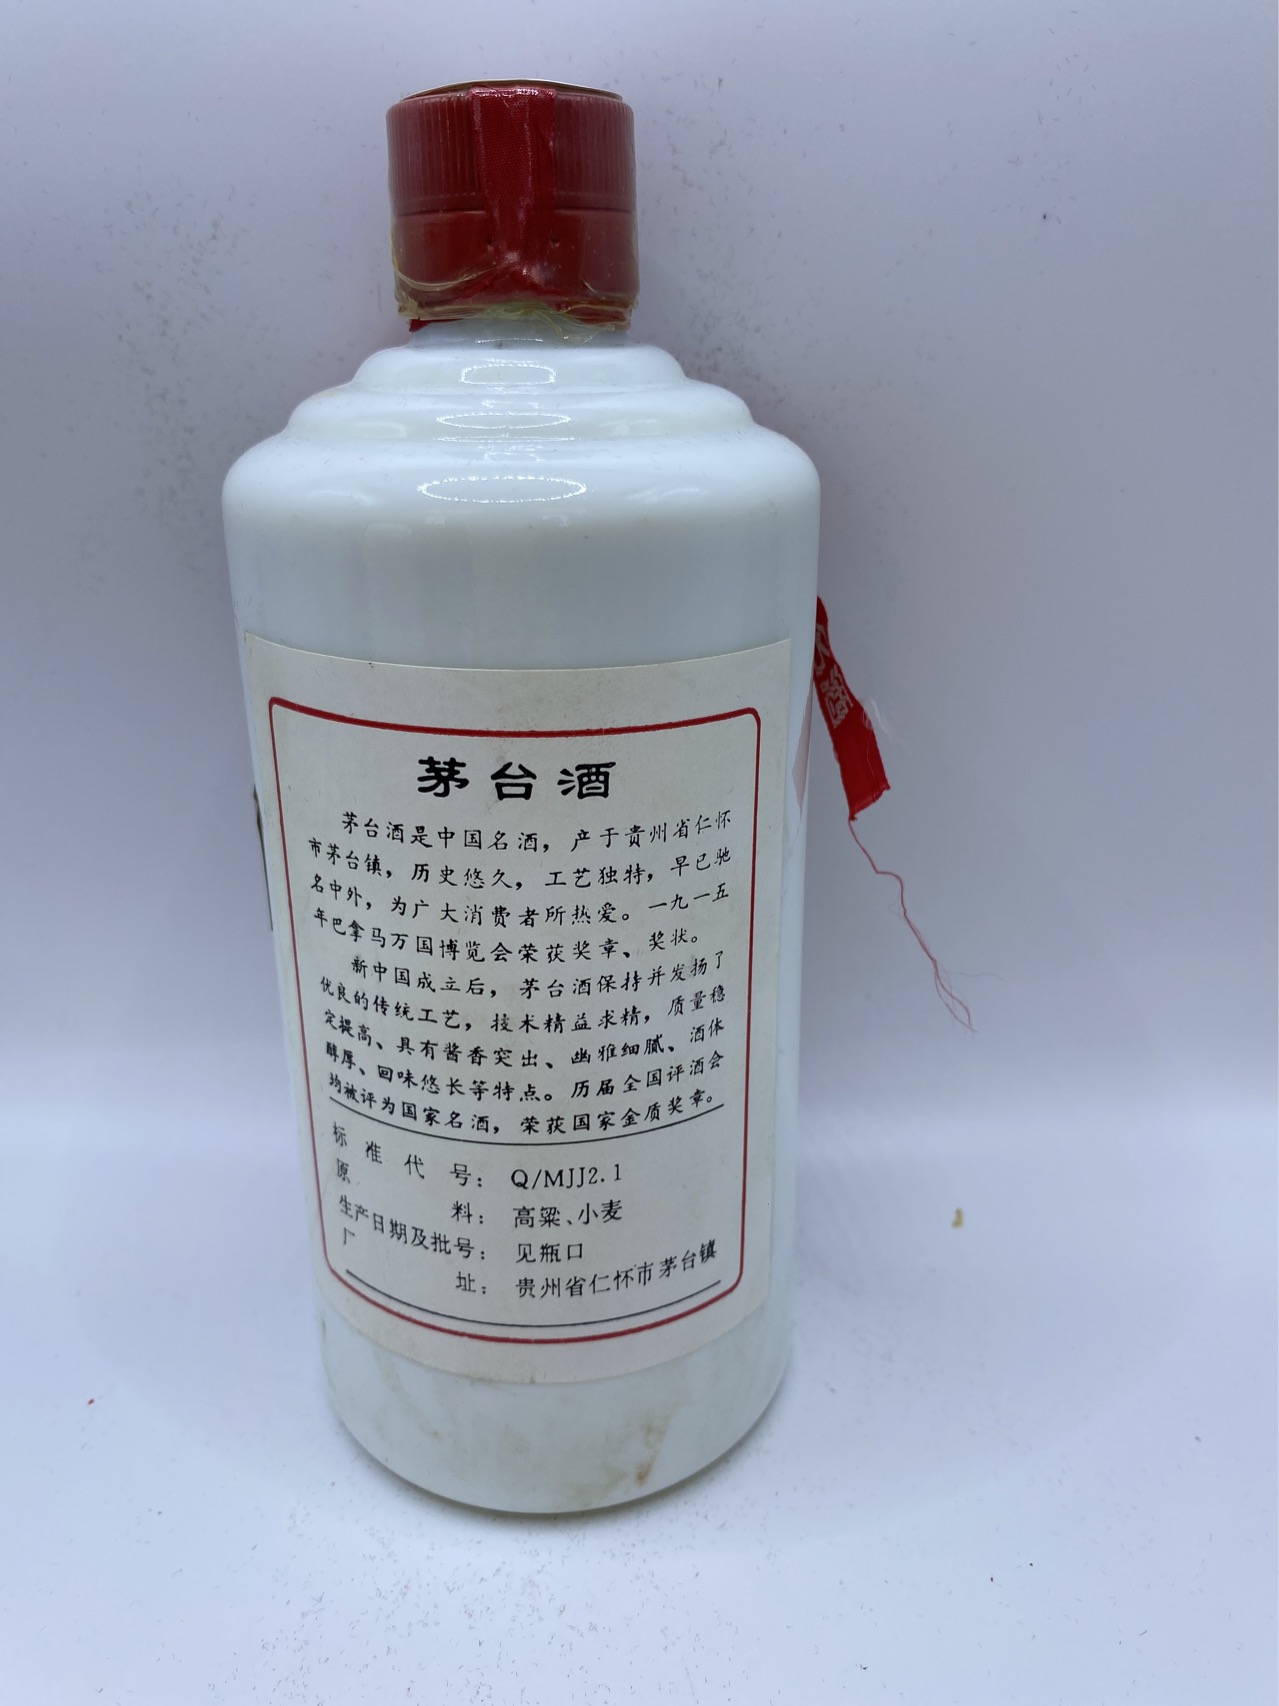 茅台酒
茅台酒是中国名酒，产于贵州省仁怀
市茅台镇，历史悠久，工艺独特，早已驰
名中外，为广大消费者所热爱。一九一五
年巴拿马万国博览会荣获奖章、奖状。
新中国成立后，茅台酒保持并发扬了
优良的传统工艺，技术精益求精，质量稳
定提高、具有酱香突出、幽雅细腻、酒体
醇厚、回味悠长等特点。历届全国评酒会
均被评为国家名酒，荣获国家金质奖章。
标准代号：Q/MJJ2.1
原料：高粱、小麦
生产日期及批号：见瓶口
厂址：贵州省仁怀市茅台镇
酒